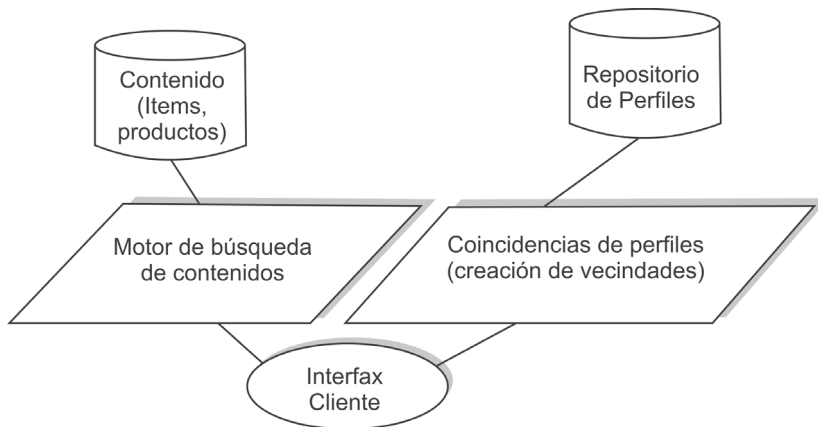 Contenido
(Items,
productos)
Repositorio
de Perfiles
Motor de búsqueda
de contenidos
Coincidencias de perfiles
(creación de vecindades)
Interfax
Cliente